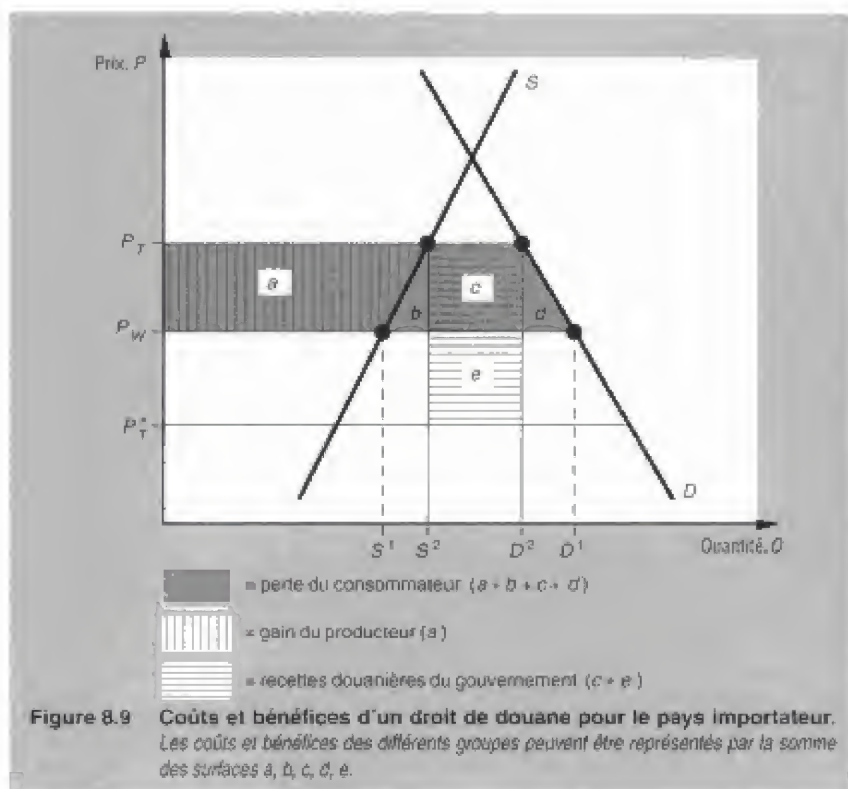 Prix, P
S
P_T
a
c
b
d
P_W
e
P*_T
D
S¹ S² D² D¹
Quantité, Q
= perte du consommateur (a + b + c + d)
= gain du producteur (a)
= recettes douanières du gouvernement (c + e)
Figure 8.9 Coûts et bénéfices d'un droit de douane pour le pays importateur.
Les coûts et bénéfices des différents groupes peuvent être représentés par la somme
des surfaces a, b, c, d, e.